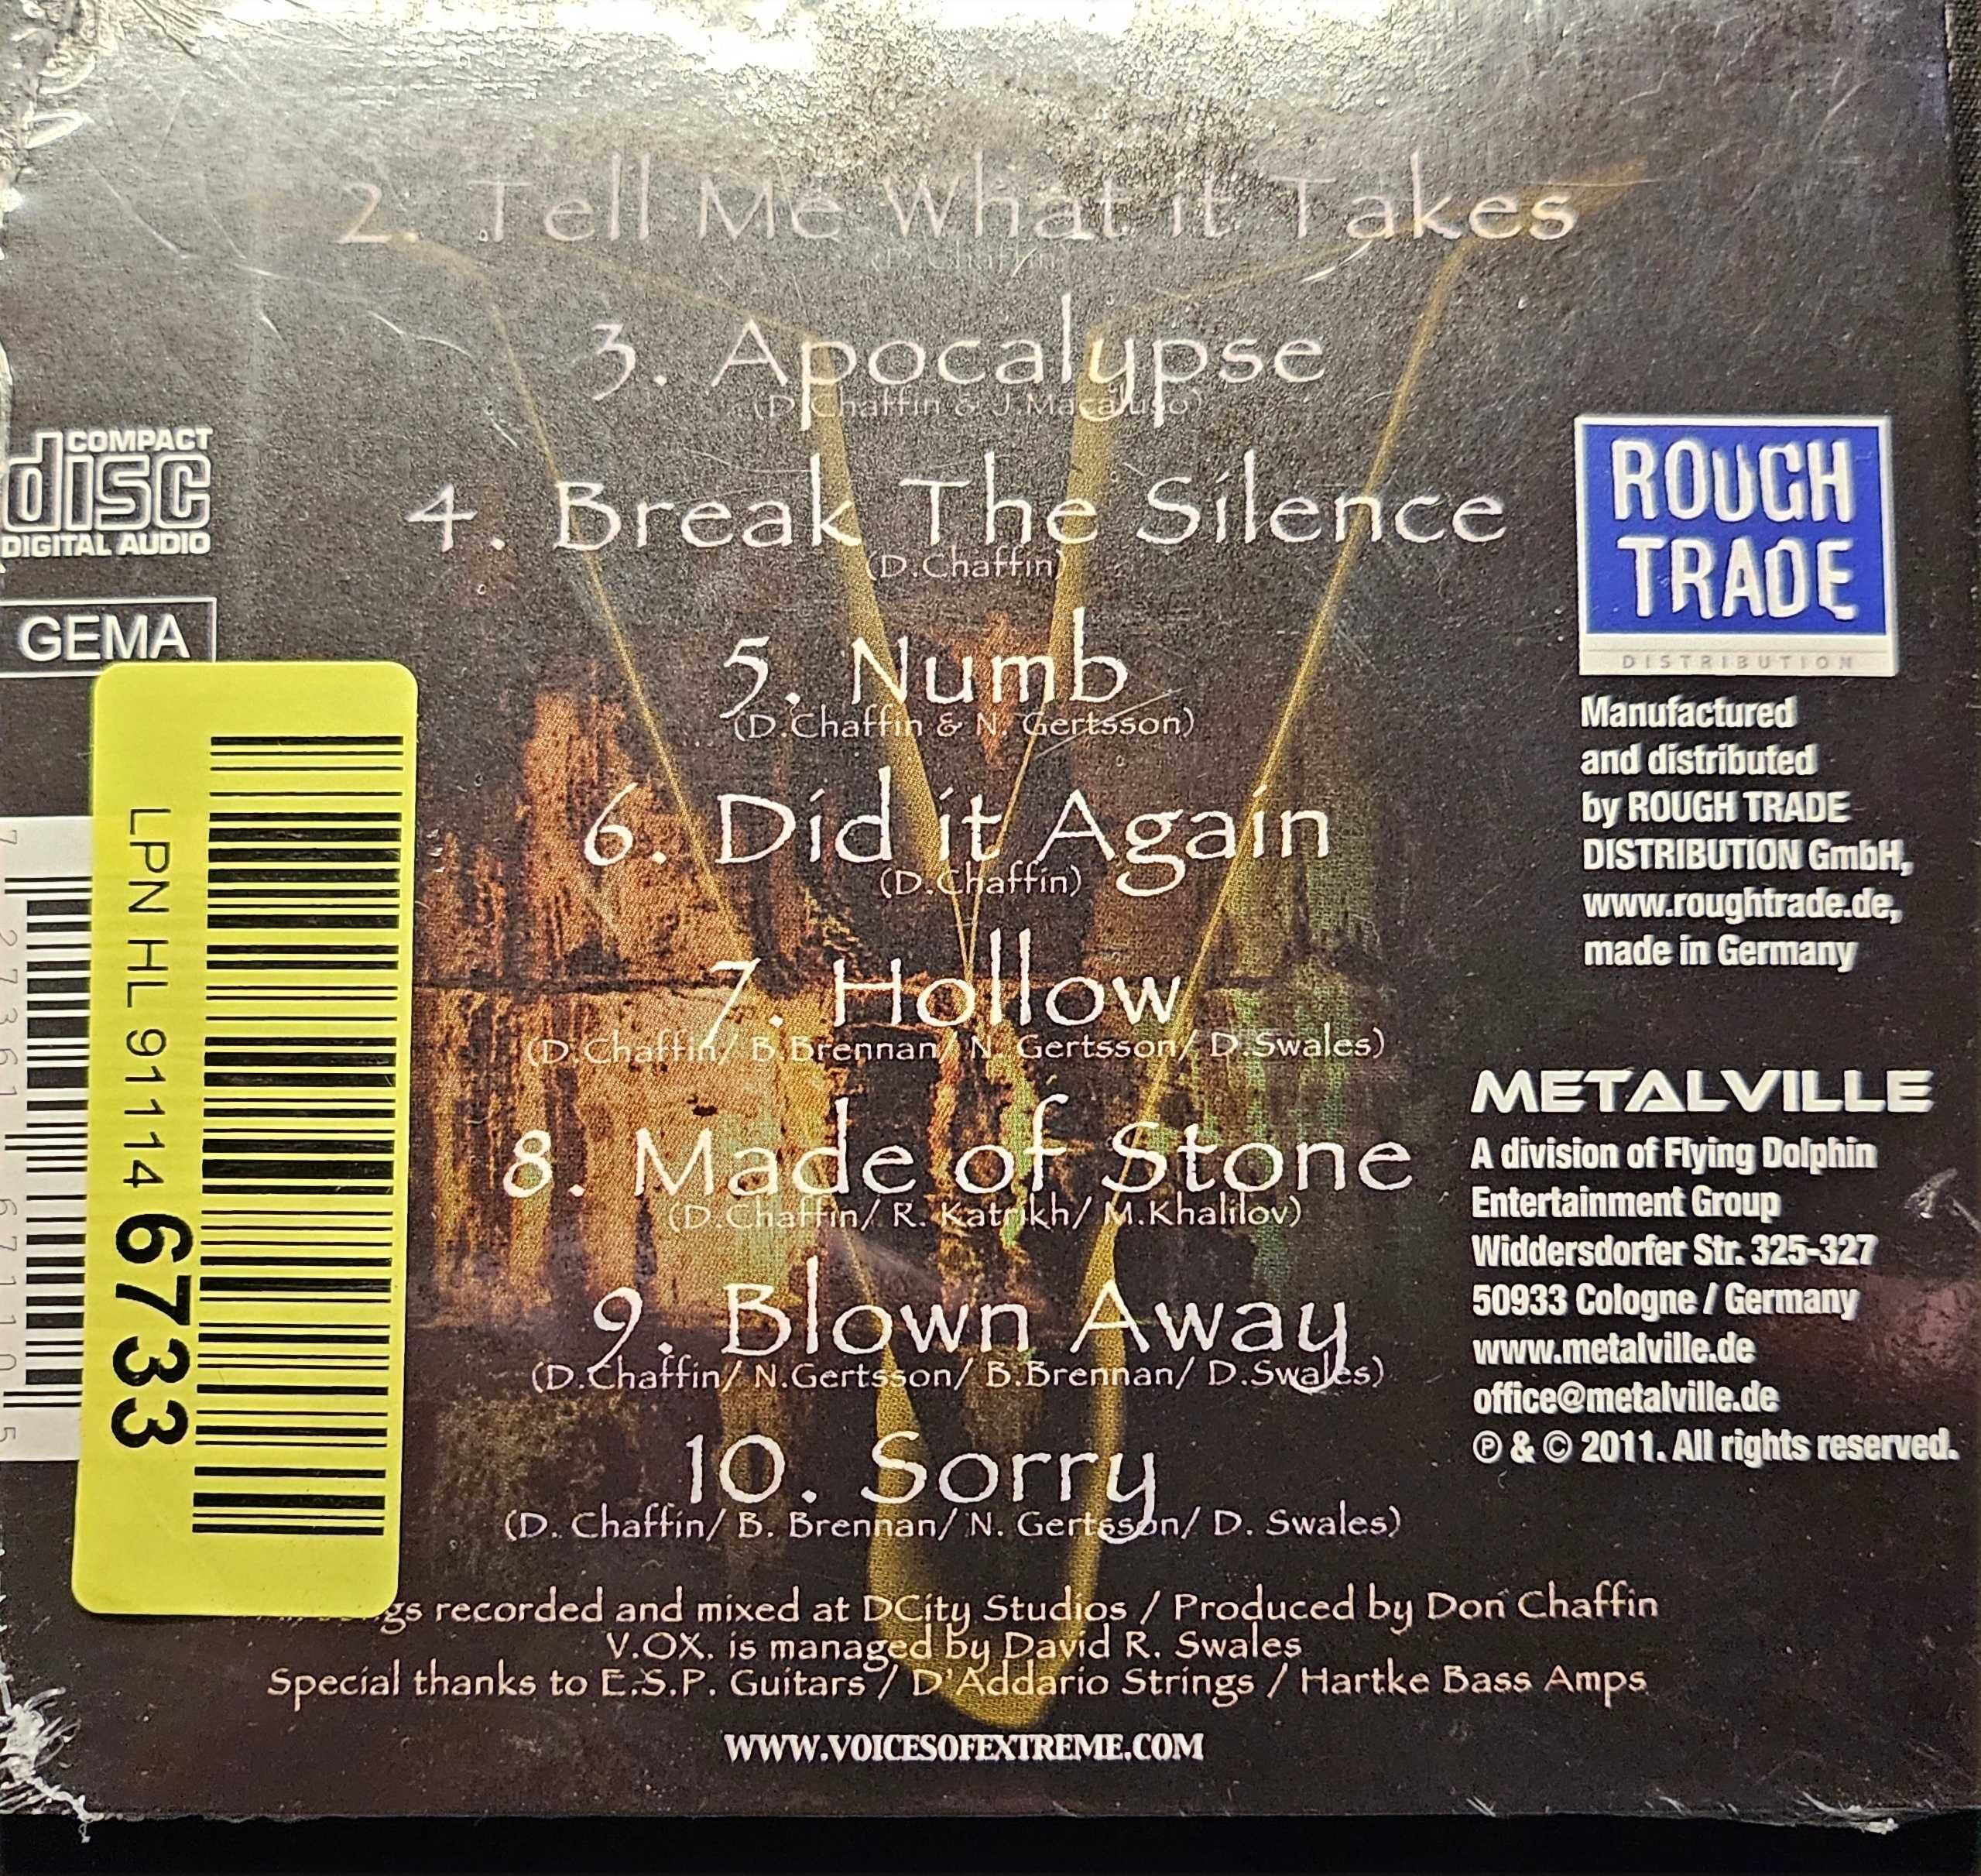 2. Tell Me What it Takes
(D.Chaffin)
3. Apocalypse
(D.Chaffin & J.Macaluso)
4. Break The Silence
(D.Chaffin)
5. Numb
(D.Chaffin & N. Gertsson)
6. Did it Again
(D.Chaffin)
7. Hollow
(D.Chaffin/ B.Brennan/ N. Gertsson/ D.Swales)
8. Made of Stone
(D.Chaffin/ R. Katrikh/ M.Khalilov)
9. Blown Away
(D.Chaffin/ N.Gertsson/ B.Brennan/ D.Swales)
10. Sorry
(D. Chaffin/ B. Brennan/ N. Gertsson/ D. Swales)
recorded and mixed at DCity Studios / Produced by Don Chaffin
V.OX. is managed by David R. Swales
Special thanks to E.S.P. Guitars / D'Addario Strings / Hartke Bass Amps
WWW.VOICESOFEXTREME.COM
COMPACT
disc
DIGITAL AUDIO
GEMA
LPN HL 9114 6733
ROUGH
TRADE
DISTRIBUTION
Manufactured
and distributed
by ROUGH TRADE
DISTRIBUTION GmbH,
www.roughtrade.de,
made in Germany
METALVILLE
A division of Flying Dolphin
Entertainment Group
Widdersdorfer Str. 325-327
50933 Cologne / Germany
www.metalville.de
office@metalville.de
℗ & © 2011. All rights reserved.